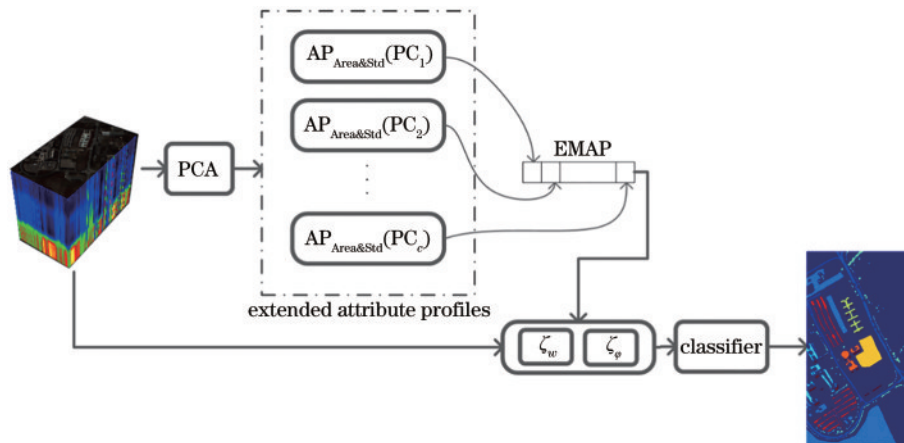 AP_Area&Std(PC_1)
AP_Area&Std(PC_2)
EMAP
PCA
⋮
AP_Area&Std(PC_c)
extended attribute profiles
ζ_w
ζ_φ
classifier